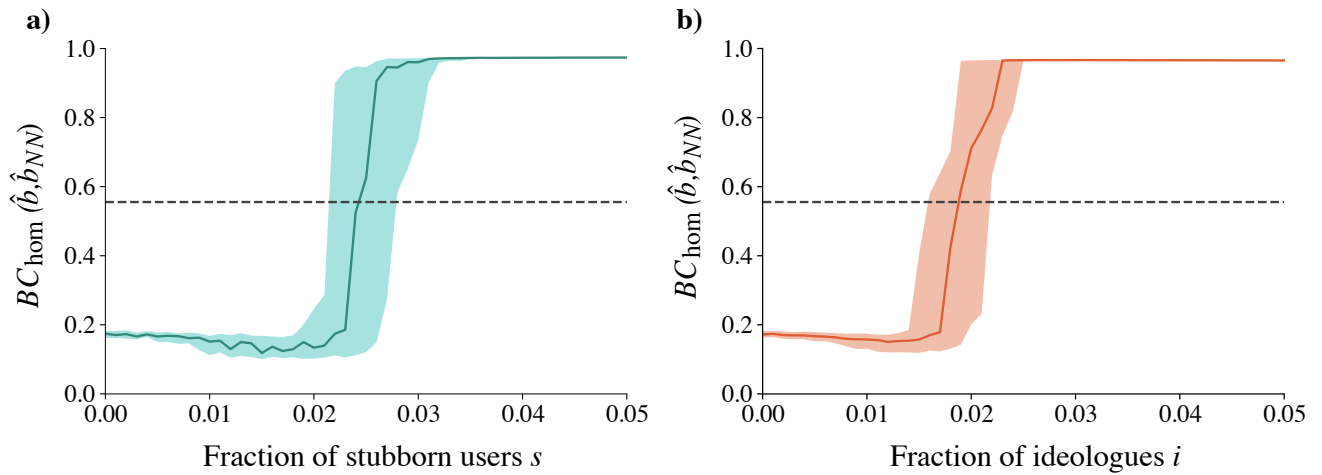 a)
1.0
0.8
0.6
0.4
0.2
0.0
BC_hom (b̂,b̂_NN)
0.00 0.01 0.02 0.03 0.04 0.05
Fraction of stubborn users s
b)
1.0
0.8
0.6
0.4
0.2
0.0
BC_hom (b̂,b̂_NN)
0.00 0.01 0.02 0.03 0.04 0.05
Fraction of ideologues i